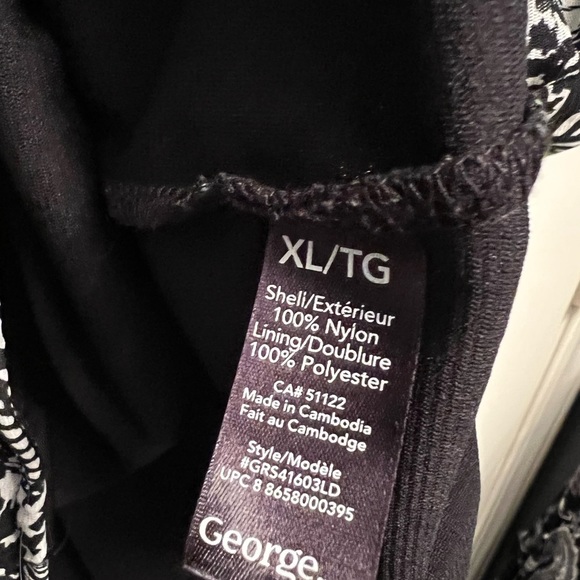 XL/TG
Shell/Extérieur
100% Nylon
Lining/Doublure
100% Polyester
CA# 51122
Made in Cambodia
Fait au Cambodge
Style/Modèle
#GRS41603LD
UPC 8 8658000395
George.